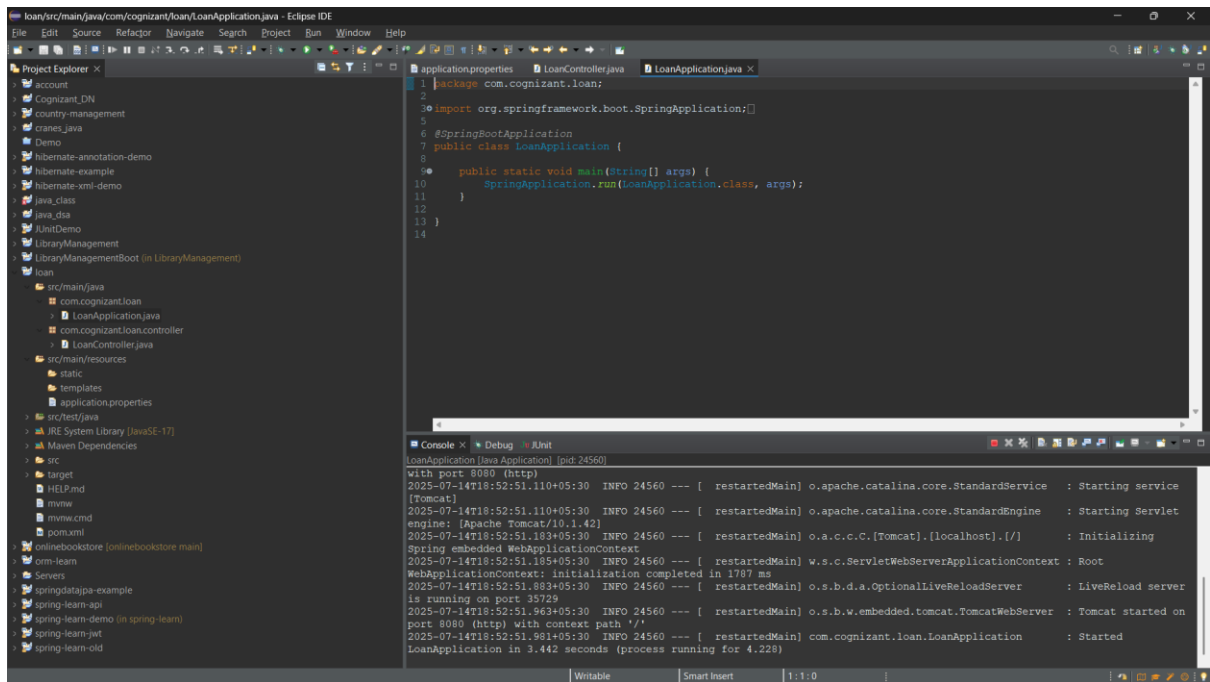 loan/src/main/java/com/cognizant/loan/LoanApplication.java - Eclipse IDE
File Edit Source Refactor Navigate Search Project Run Window Help
Project Explorer
account
Cognizant_DN
country-management
cranes_java
Demo
hibernate-annotation-demo
hibernate-example
hibernate-xml-demo
java_class
java_dsa
JUnitDemo
LibraryManagement
LibraryManagementBoot (in LibraryManagement)
loan
src/main/java
com.cognizant.loan
LoanApplication.java
com.cognizant.loan.controller
LoanController.java
src/main/resources
static
templates
application.properties
src/test/java
JRE System Library [JavaSE-17]
Maven Dependencies
src
target
HELP.md
mvnw
mvnw.cmd
pom.xml
onlinebookstore [onlinebookstore main]
orm-learn
Servers
springdatajpa-example
spring-learn-api
spring-learn-demo (in spring-learn)
spring-learn-jwt
spring-learn-old
application.properties LoanController.java LoanApplication.java
1 package com.cognizant.loan;
2
3 import org.springframework.boot.SpringApplication;
5
6 @SpringBootApplication
7 public class LoanApplication {
8
9 public static void main(String[] args) {
10 SpringApplication.run(LoanApplication.class, args);
11 }
12
13 }
14
Console Debug JUnit
LoanApplication [Java Application] [pid: 24560]
with port 8080 (http)
2025-07-14T18:52:51.110+05:30 INFO 24560 --- [ restartedMain] o.apache.catalina.core.StandardService : Starting service
[Tomcat]
2025-07-14T18:52:51.110+05:30 INFO 24560 --- [ restartedMain] o.apache.catalina.core.StandardEngine : Starting Servlet
engine: [Apache Tomcat/10.1.42]
2025-07-14T18:52:51.183+05:30 INFO 24560 --- [ restartedMain] o.a.c.c.C.[Tomcat].[localhost].[/] : Initializing
Spring embedded WebApplicationContext
2025-07-14T18:52:51.185+05:30 INFO 24560 --- [ restartedMain] w.s.c.ServletWebServerApplicationContext : Root
WebApplicationContext: initialization completed in 1787 ms
2025-07-14T18:52:51.883+05:30 INFO 24560 --- [ restartedMain] o.s.b.d.a.OptionalLiveReloadServer : LiveReload server
is running on port 35729
2025-07-14T18:52:51.963+05:30 INFO 24560 --- [ restartedMain] o.s.b.w.embedded.tomcat.TomcatWebServer : Tomcat started on
port 8080 (http) with context path '/'
2025-07-14T18:52:51.981+05:30 INFO 24560 --- [ restartedMain] com.cognizant.loan.LoanApplication : Started
LoanApplication in 3.442 seconds (process running for 4.228)
Writable Smart Insert 1:1:0